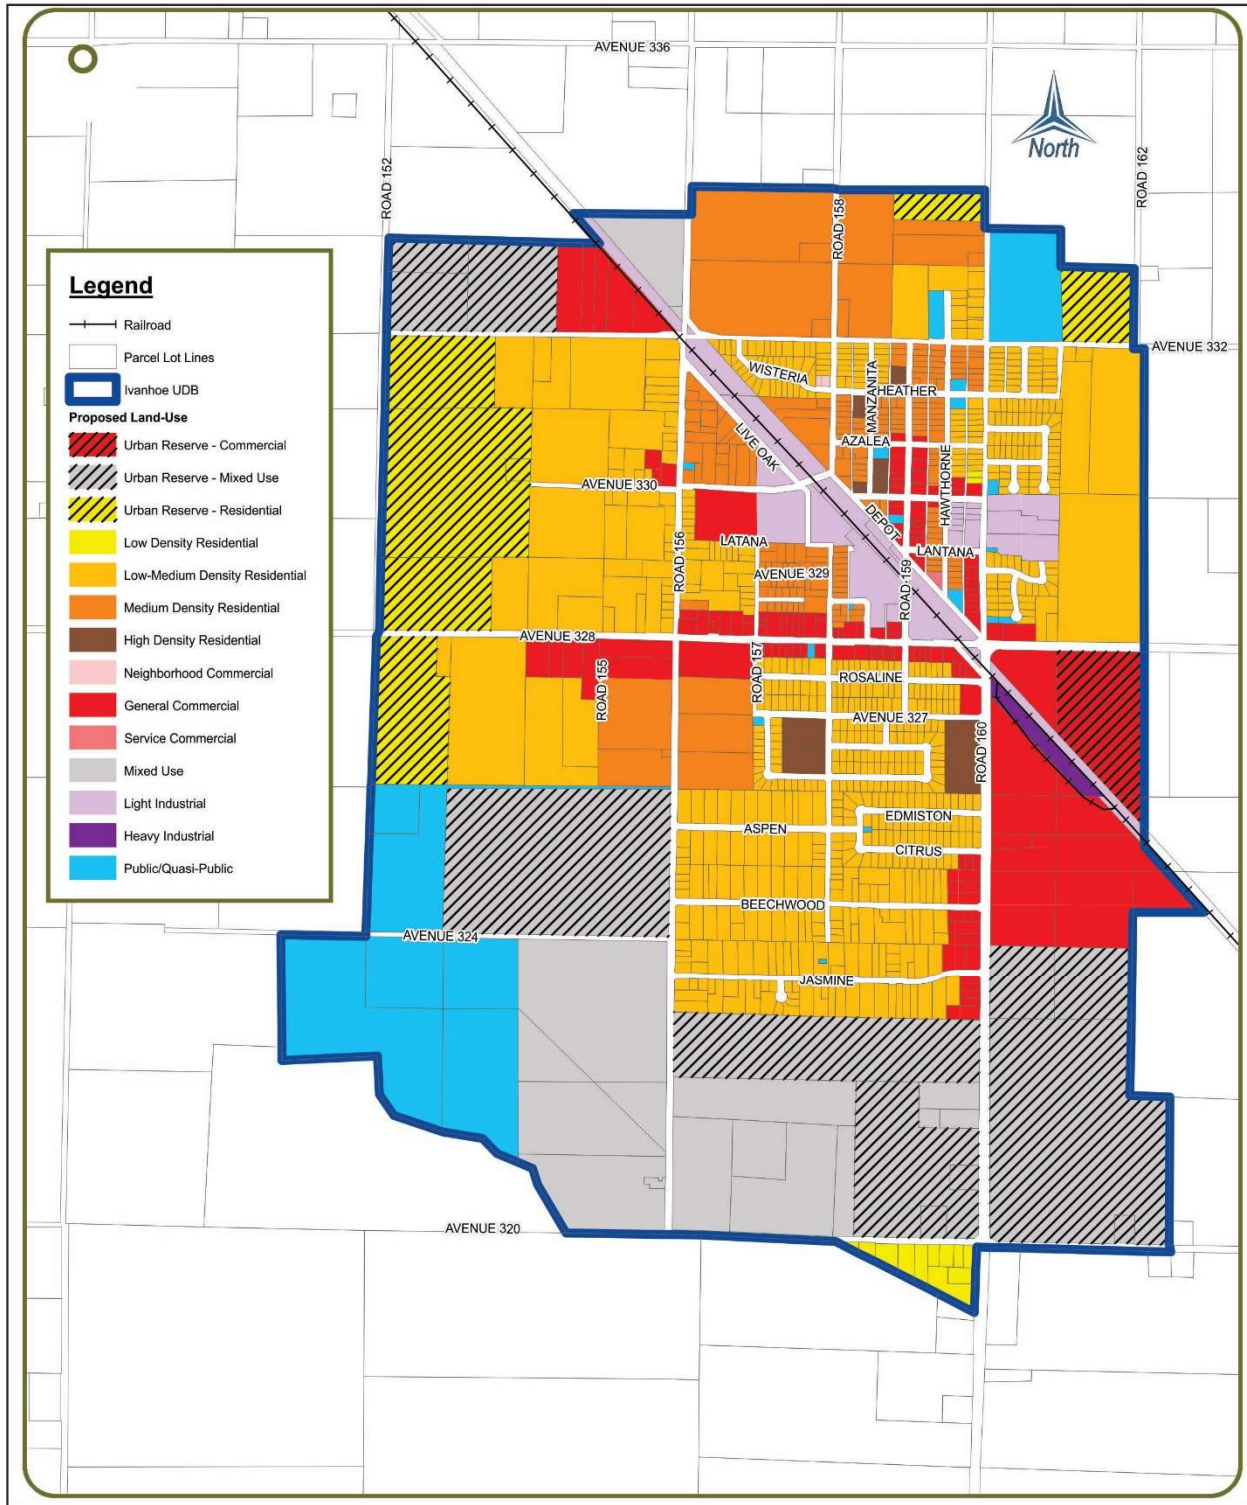 AVENUE 336
North
ROAD 152
ROAD 162
ROAD 158
Legend
Railroad
Parcel Lot Lines
Ivanhoe UDB
Proposed Land-Use
Urban Reserve - Commercial
Urban Reserve - Mixed Use
Urban Reserve - Residential
Low Density Residential
Low-Medium Density Residential
Medium Density Residential
High Density Residential
Neighborhood Commercial
General Commercial
Service Commercial
Mixed Use
Light Industrial
Heavy Industrial
Public/Quasi-Public
AVENUE 332
WISTERIA
MANZANITA
HEATHER
LIVE OAK
AZALEA
HAWTHORNE
AVENUE 330
DEPOT
LATANA
LANTANA
ROAD 156
AVENUE 329
ROAD 159
AVENUE 328
ROAD 155
ROAD 157
ROSALINE
AVENUE 327
ROAD 160
EDMISTON
ASPEN
CITRUS
BEECHWOOD
AVENUE 324
JASMINE
AVENUE 320